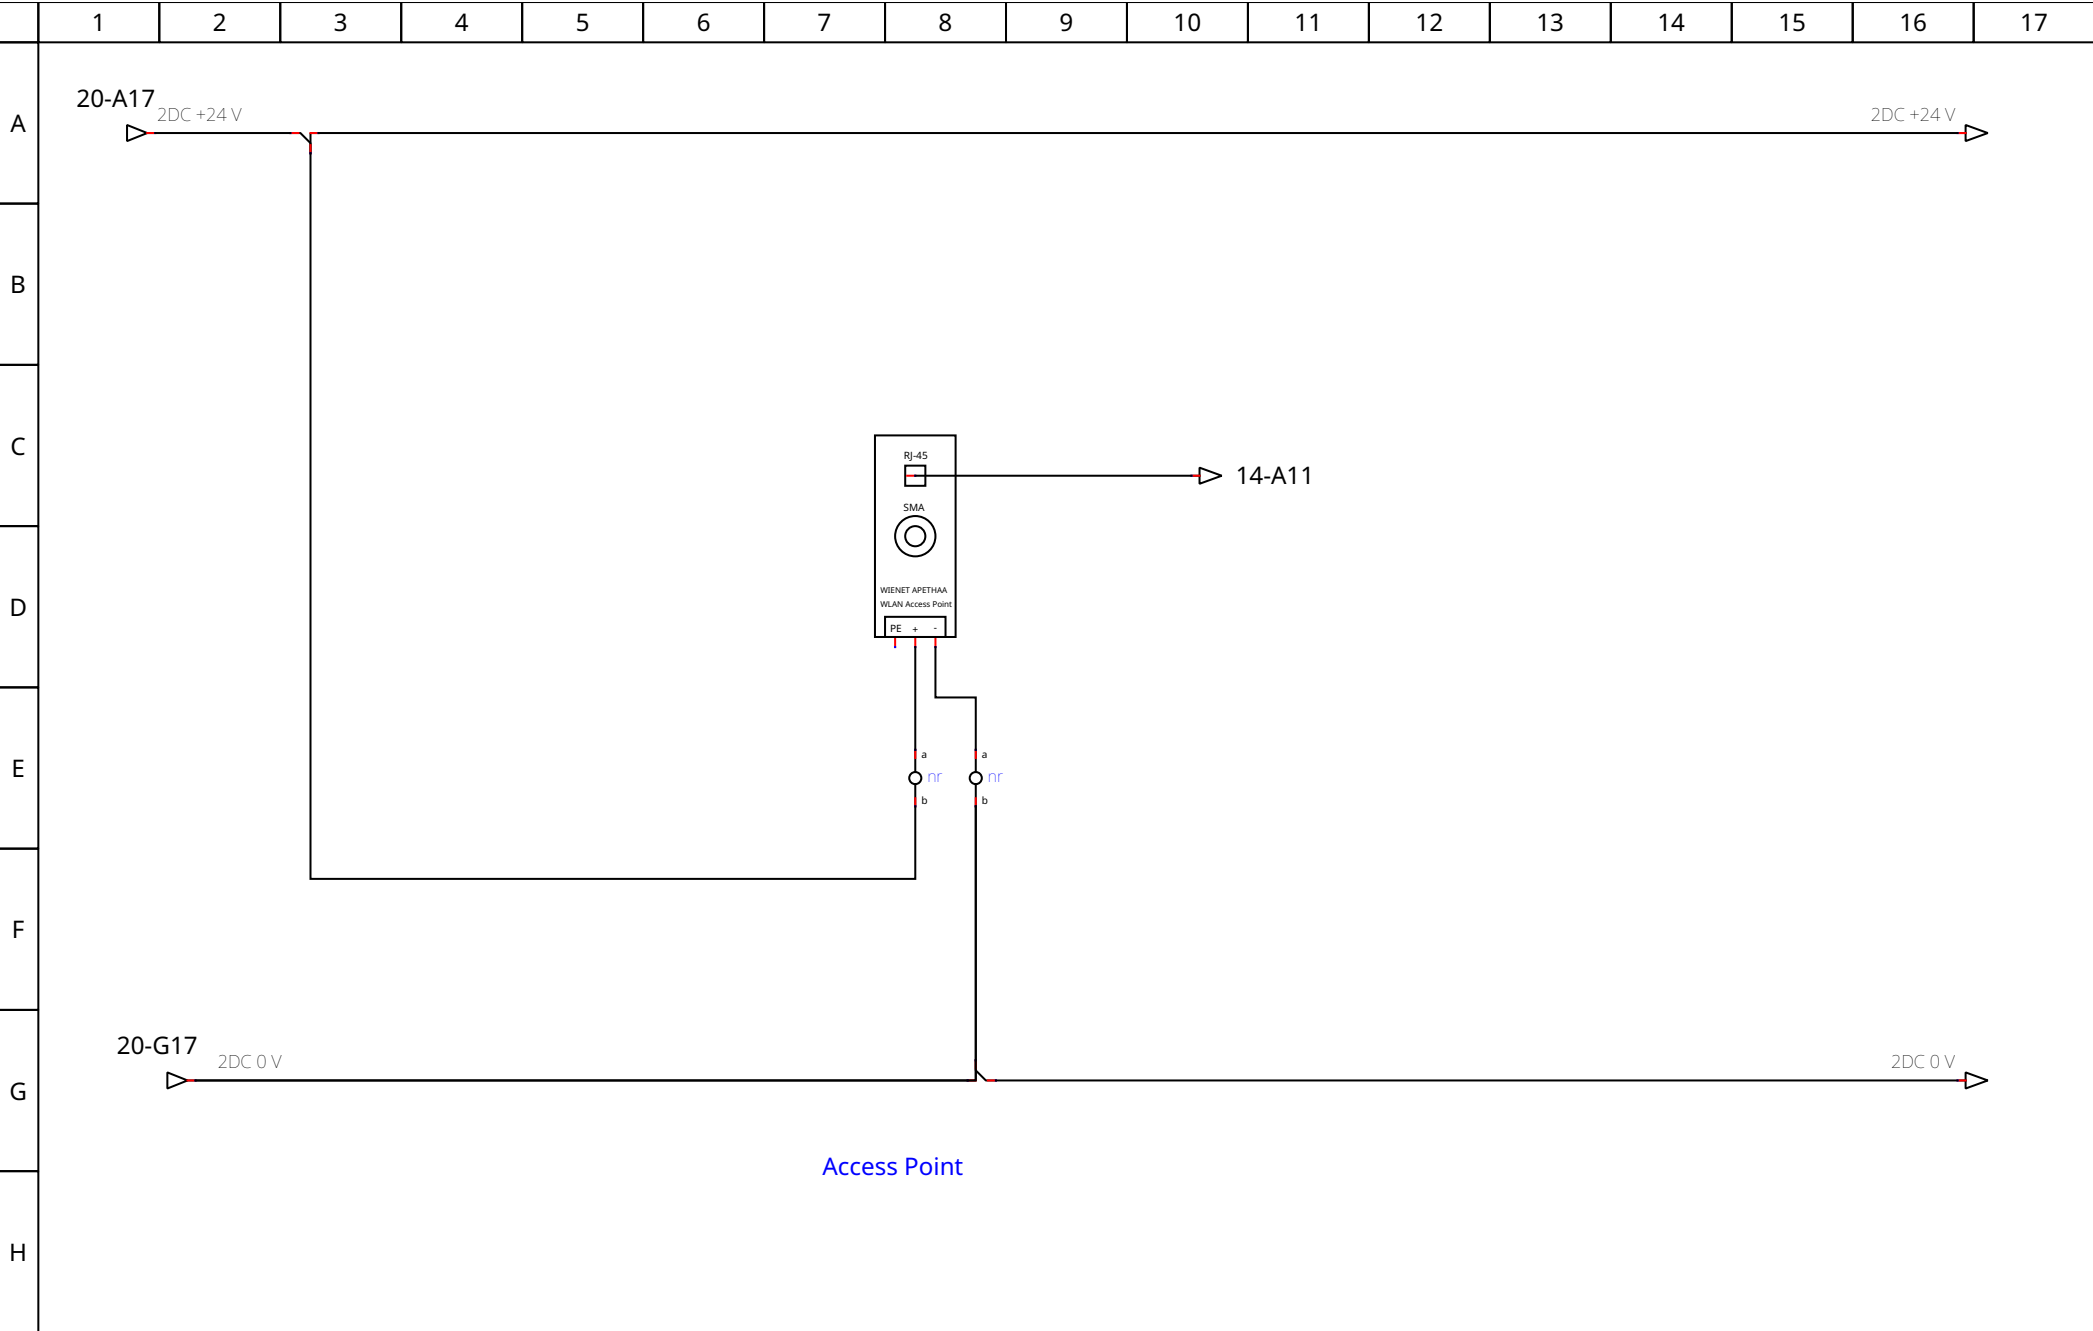 1 2 3 4 5 6 7 8 9 10 11 12 13 14 15 16 17
A
20-A17
2DC +24 V
2DC +24 V
B
C
RJ-45
14-A11
SMA
D
WIENET APETHAA
WLAN Access Point
PE + -
E
a a
nr nr
b b
F
20-G17
2DC 0 V
2DC 0 V
G
Access Point
H